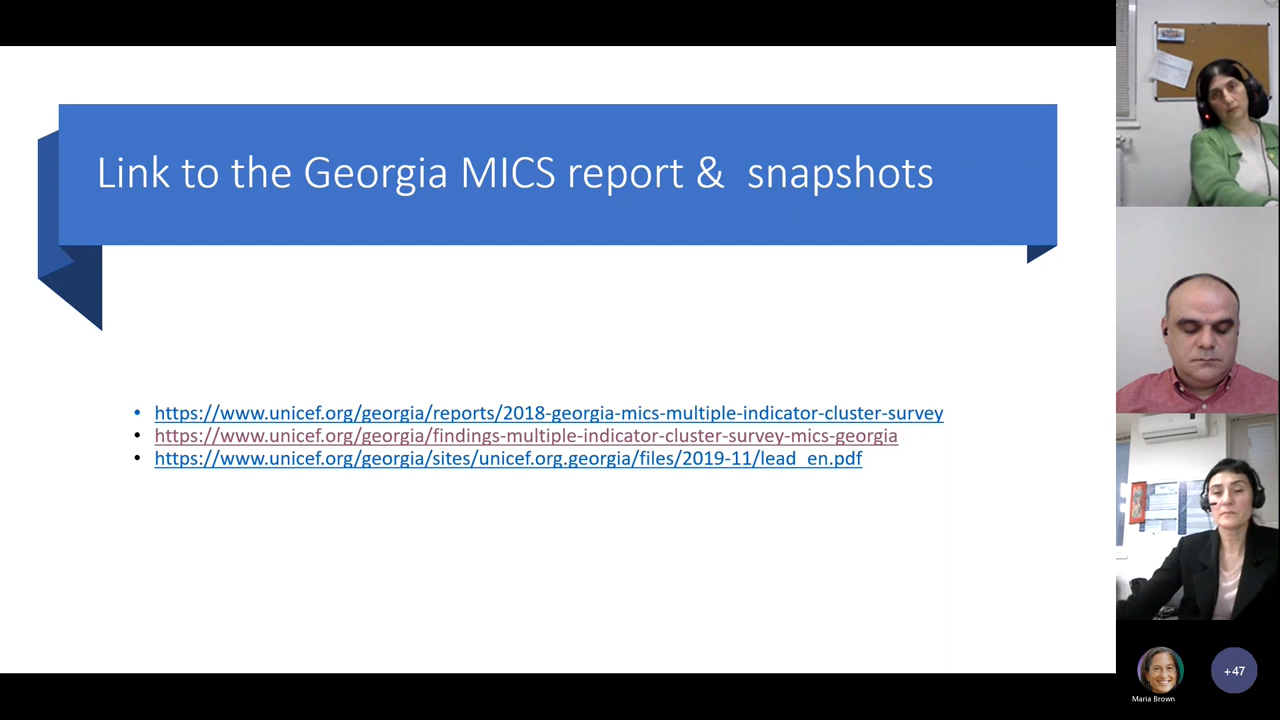 Link to the Georgia MICS report &  snapshots
• https://www.unicef.org/georgia/reports/2018-georgia-mics-multiple-indicator-cluster-survey
• https://www.unicef.org/georgia/findings-multiple-indicator-cluster-survey-mics-georgia
• https://www.unicef.org/georgia/sites/unicef.org.georgia/files/2019-11/lead_en.pdf
Maria Brown
+47